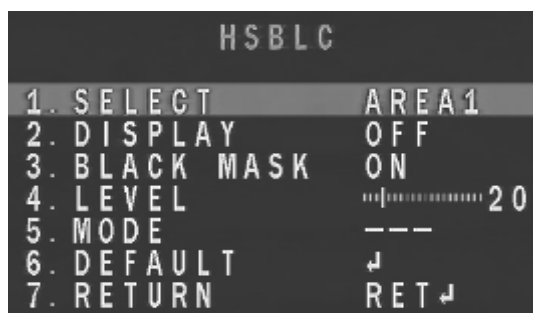 HSBLC
1. SELECT AREA1
2. DISPLAY OFF
3. BLACK MASK ON
4. LEVEL 20
5. MODE ---
6. DEFAULT ↲
7. RETURN RET↲